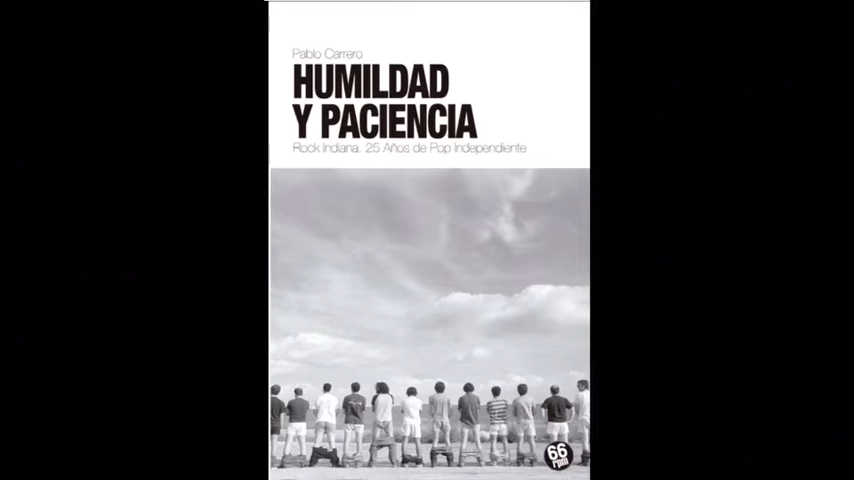 Pablo Carrero
HUMILDAD
Y PACIENCIA
Rock Indiana. 25 Años de Pop Independiente
66
rpm